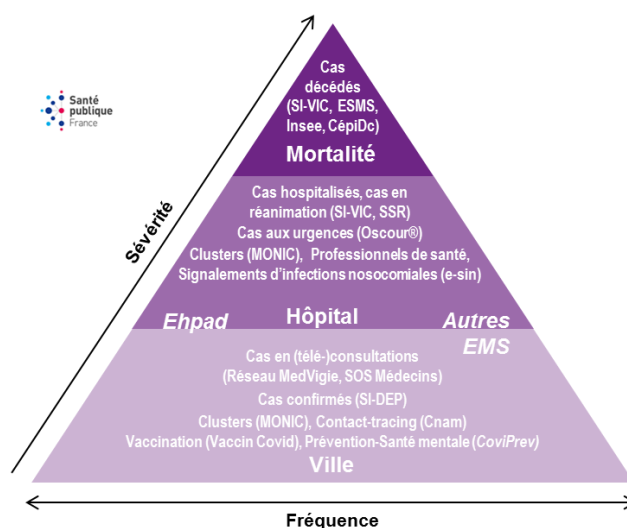 Santé
publique
France
Cas
décédés
(SI-VIC, ESMS,
Insee, CépiDc)
Mortalité
Sévérité
Cas hospitalisés, cas en
réanimation (SI-VIC, SSR)
Cas aux urgences (Oscour®)
Clusters (MONIC), Professionnels de santé,
Signalements d'infections nosocomiales (e-sin)
Ehpad
Hôpital
Autres
EMS
Cas en (télé-)consultations
(Réseau MedVigie, SOS Médecins)
Cas confirmés (SI-DEP)
Clusters (MONIC), Contact-tracing (Cnam)
Vaccination (Vaccin Covid), Prévention-Santé mentale (CoviPrev)
Ville
Fréquence